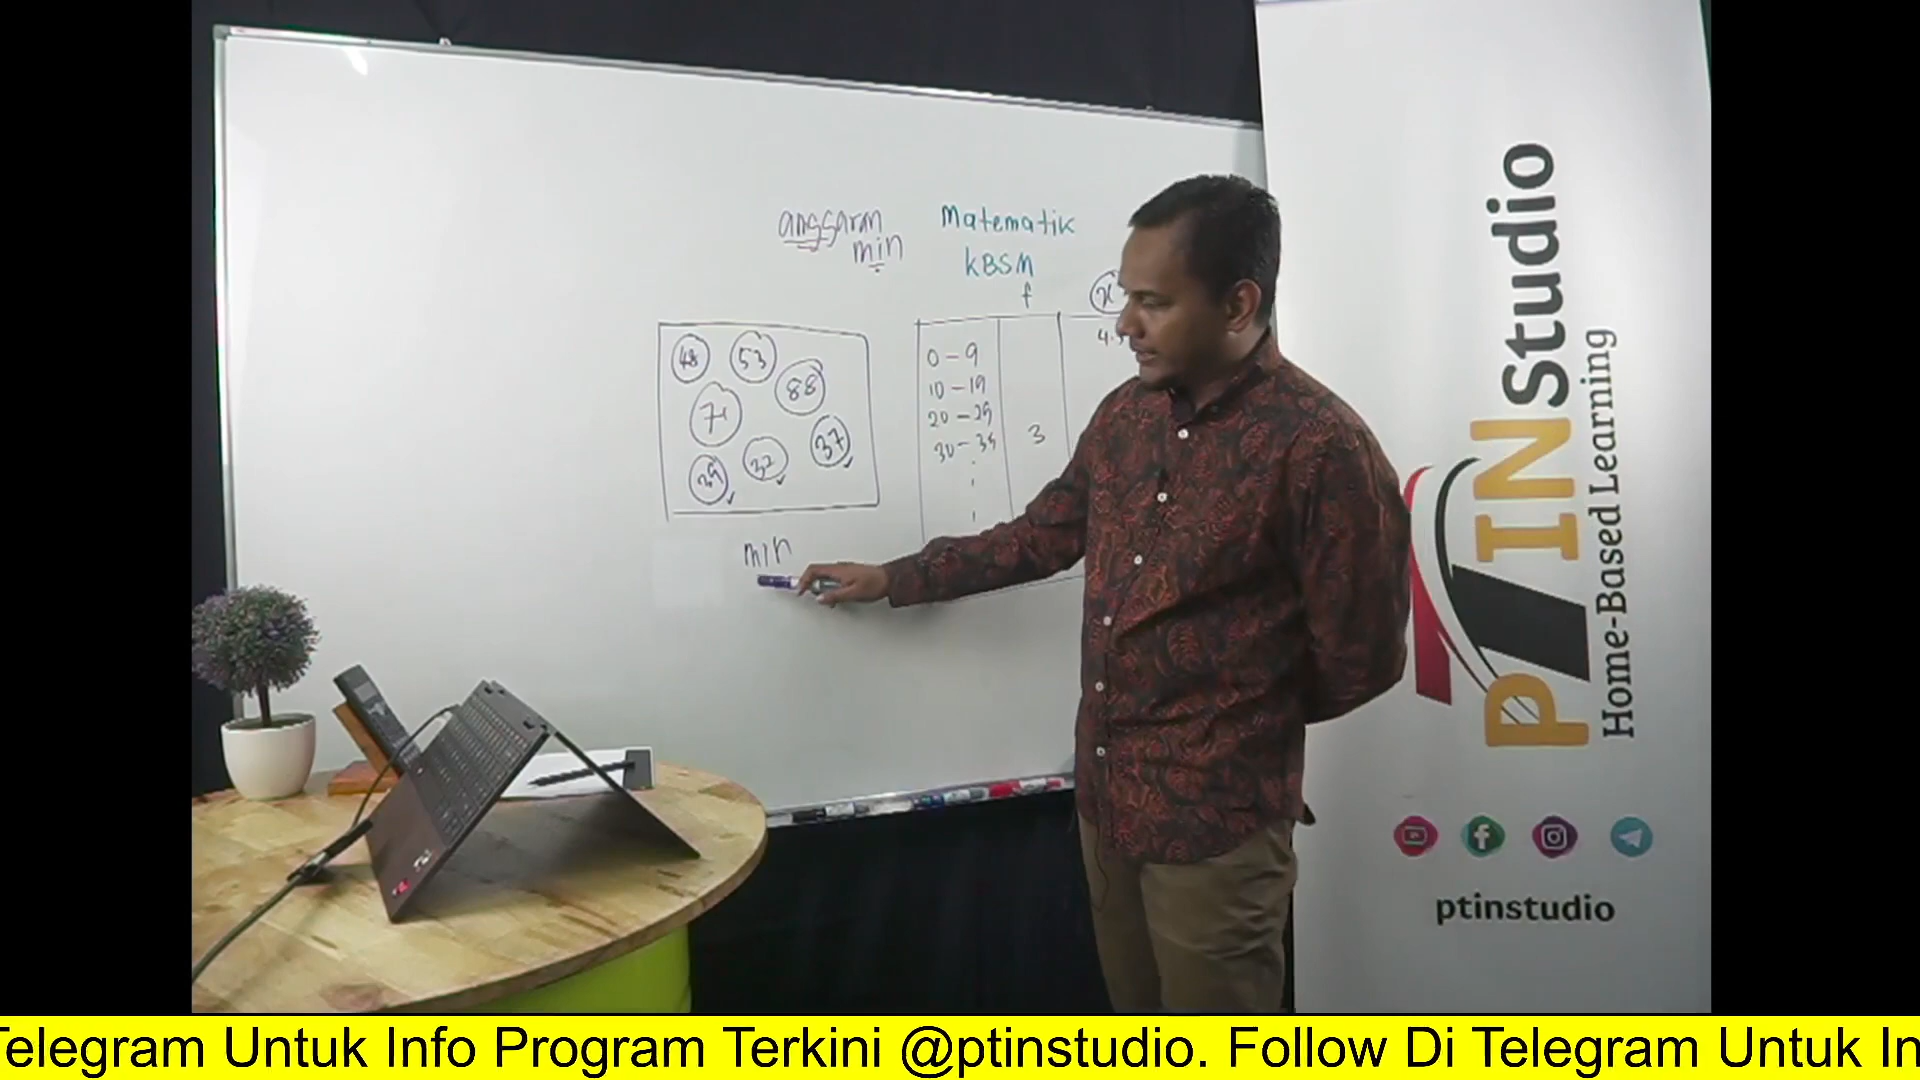 anggaran
min
Matematik
KBSM
f
x
4.5
48
53
88
71
37
39
32
0 - 9
10 - 19
20 - 29
30 - 39
3
min
PTIN Studio
Home-Based Learning
ptinstudio
Telegram Untuk Info Program Terkini @ptinstudio. Follow Di Telegram Untuk In